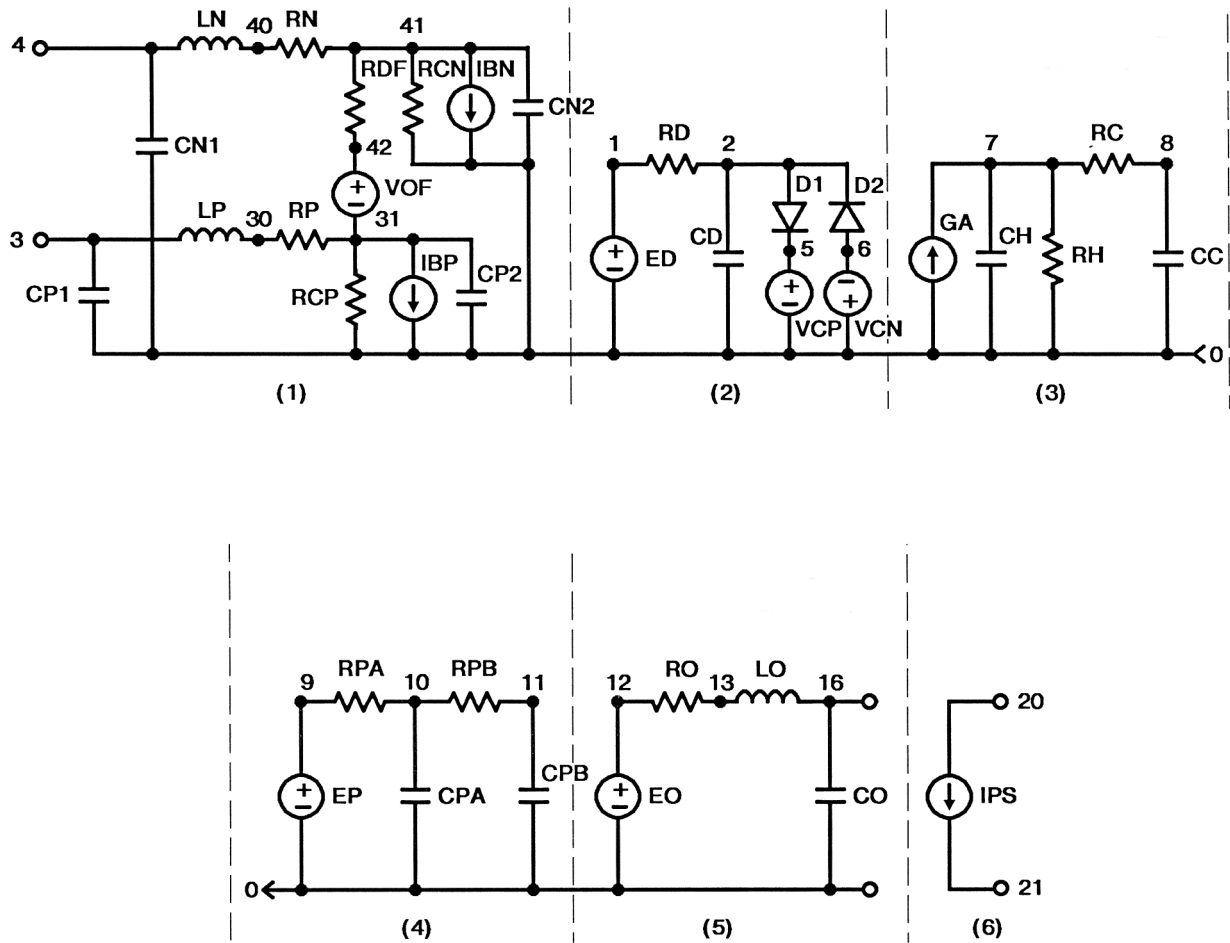 LN 40 RN 41
4
RDF RCN IBN
CN2
CN1
42
1 RD 2
7 RC 8
D1 D2
+ − VOF
LP 30 RP 31
3
5 6
GA CH
IBP CP2
+ − ED
CD
RH
CC
CP1
RCP
+ − − +
VCP VCN
0
(1) (2) (3)
9 RPA 10 RPB 11
12 RO 13 LO 16
20
CPB
+ − EP
CPA
+ − EO
CO
IPS
0
21
(4) (5) (6)